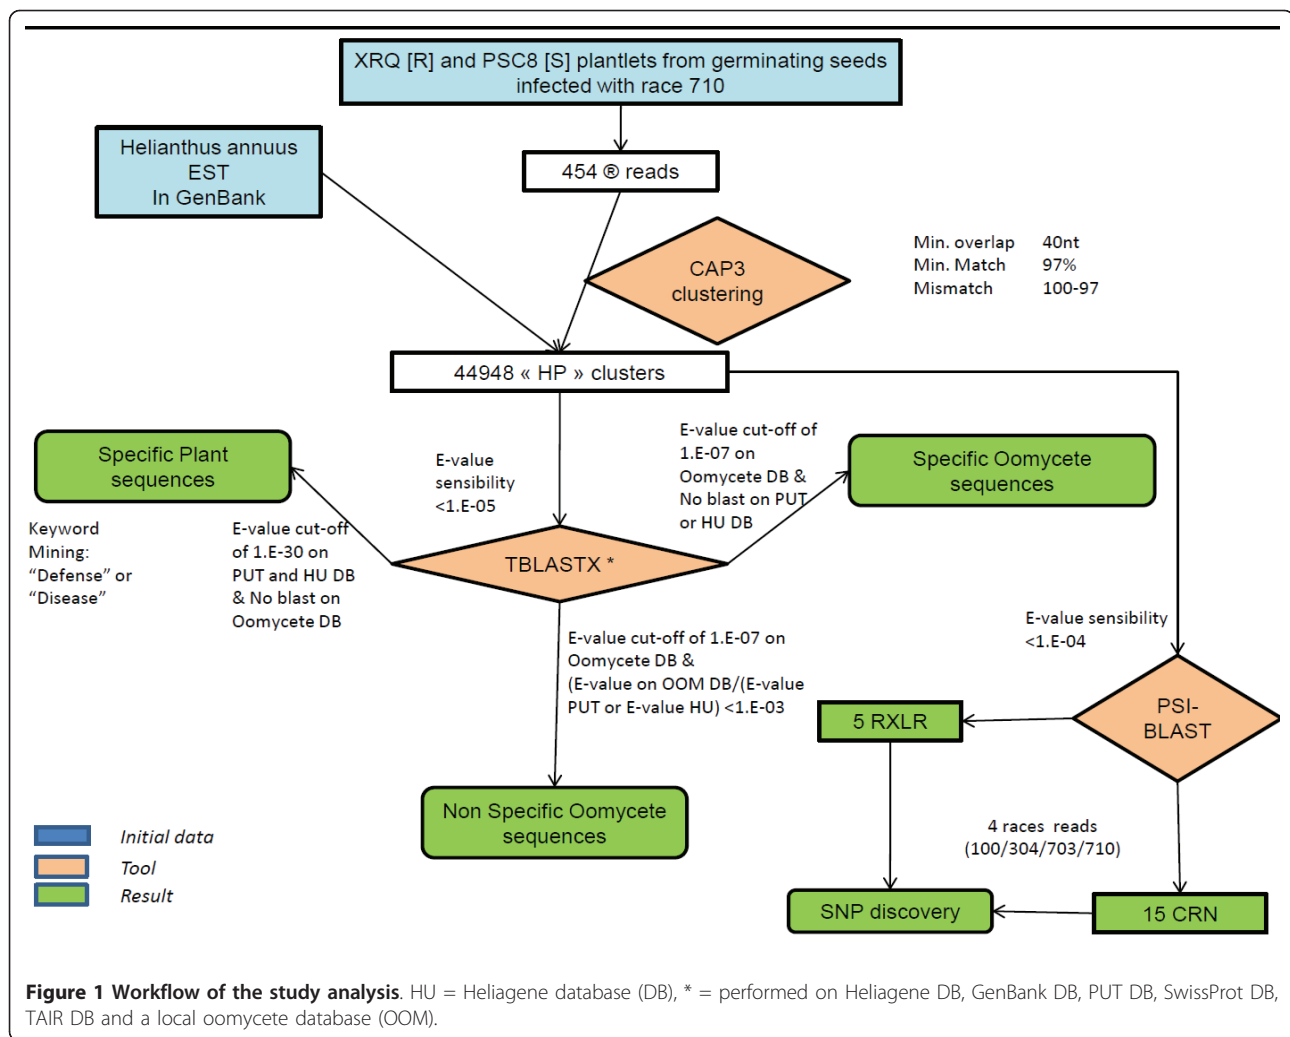 XRQ [R] and PSC8 [S] plantlets from germinating seeds
infected with race 710
Helianthus annuus
EST
In GenBank
454 ® reads
CAP3
clustering
Min. overlap 40nt
Min. Match 97%
Mismatch 100-97
44948 « HP » clusters
Specific Plant
sequences
E-value
sensibility
<1.E-05
E-value cut-off of
1.E-07 on
Oomycete DB &
No blast on PUT
or HU DB
Specific Oomycete
sequences
Keyword
Mining:
“Defense” or
“Disease”
E-value cut-off
of 1.E-30 on
PUT and HU DB
& No blast on
Oomycete DB
TBLASTX *
E-value cut-off of 1.E-07 on
Oomycete DB &
(E-value on OOM DB/(E-value
PUT or E-value HU) <1.E-03
E-value sensibility
<1.E-04
PSI-
BLAST
5 RXLR
Non Specific Oomycete
sequences
4 races reads
(100/304/703/710)
SNP discovery
15 CRN
Initial data
Tool
Result
Figure 1 Workflow of the study analysis. HU = Heliagene database (DB), * = performed on Heliagene DB, GenBank DB, PUT DB, SwissProt DB,
TAIR DB and a local oomycete database (OOM).